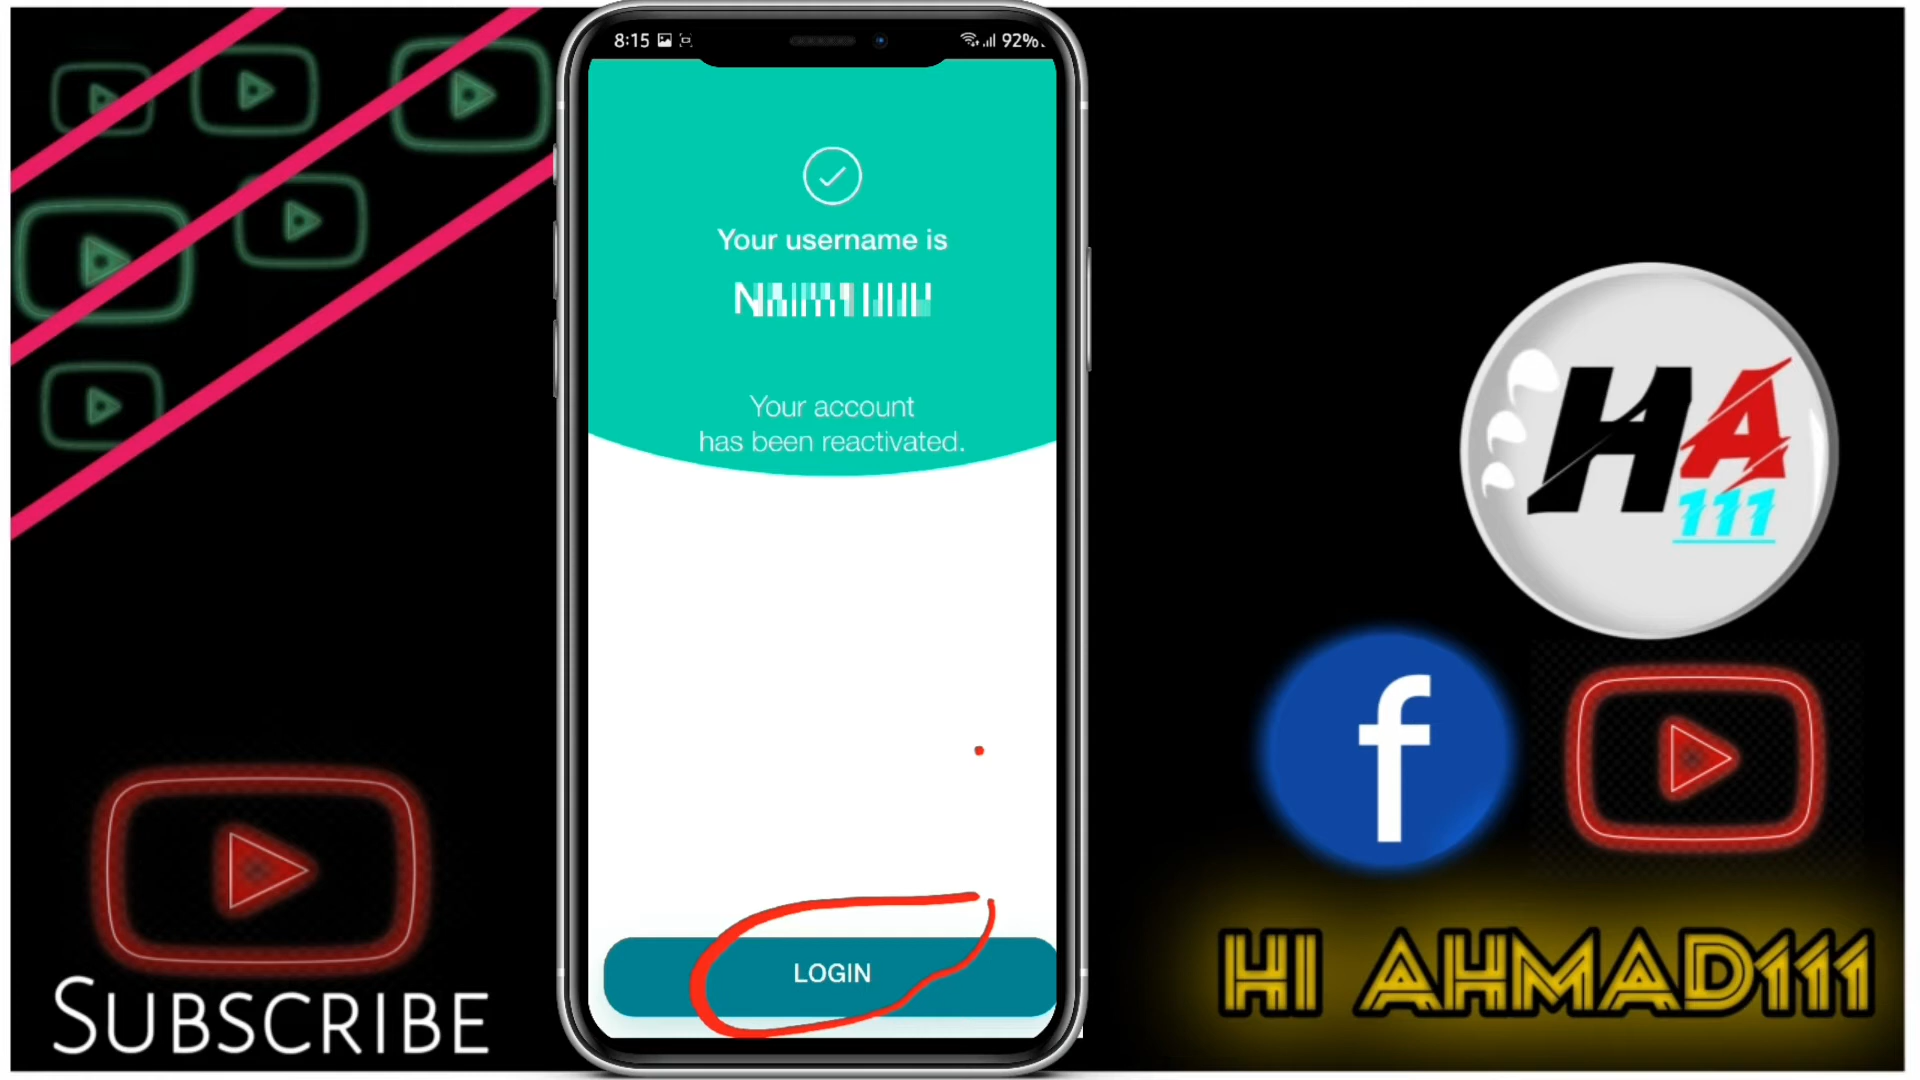 8:15
92%
Your username is
Your account
has been reactivated.
LOGIN
SUBSCRIBE
HA
111
f
HI AHMAD111